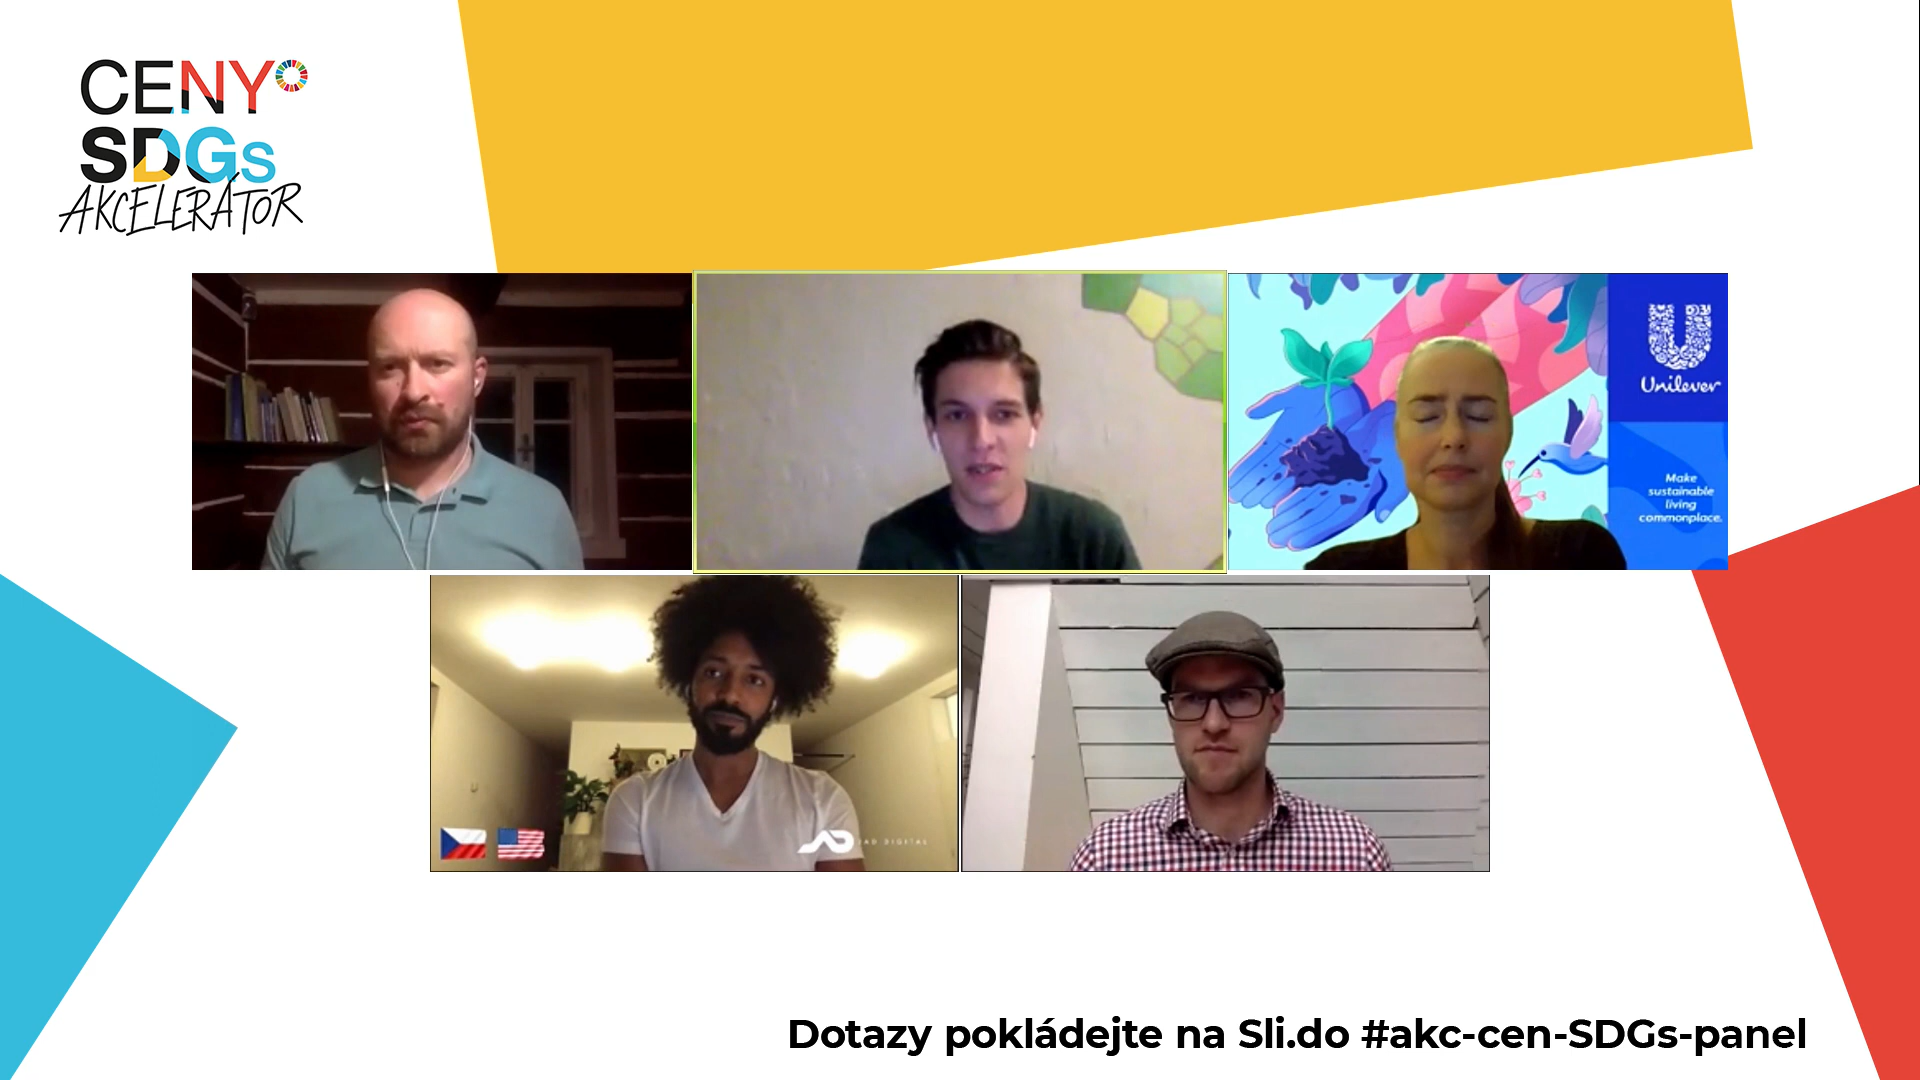 CENY
SDGs
AKCELERÁTOR
Unilever
Make
sustainable
living
commonplace.
Dotazy pokládejte na Sli.do #akc-cen-SDGs-panel